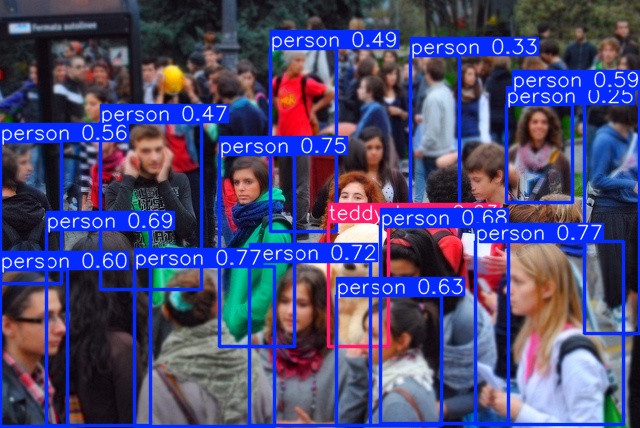 Fermata autolinee
person 0.49
person 0.33
person 0.59
person 0.25
person 0.47
person 0.56
person 0.75
teddy
person 0.68
person 0.69
person 0.77
person 0.60
person 0.77
person 0.72
person 0.63